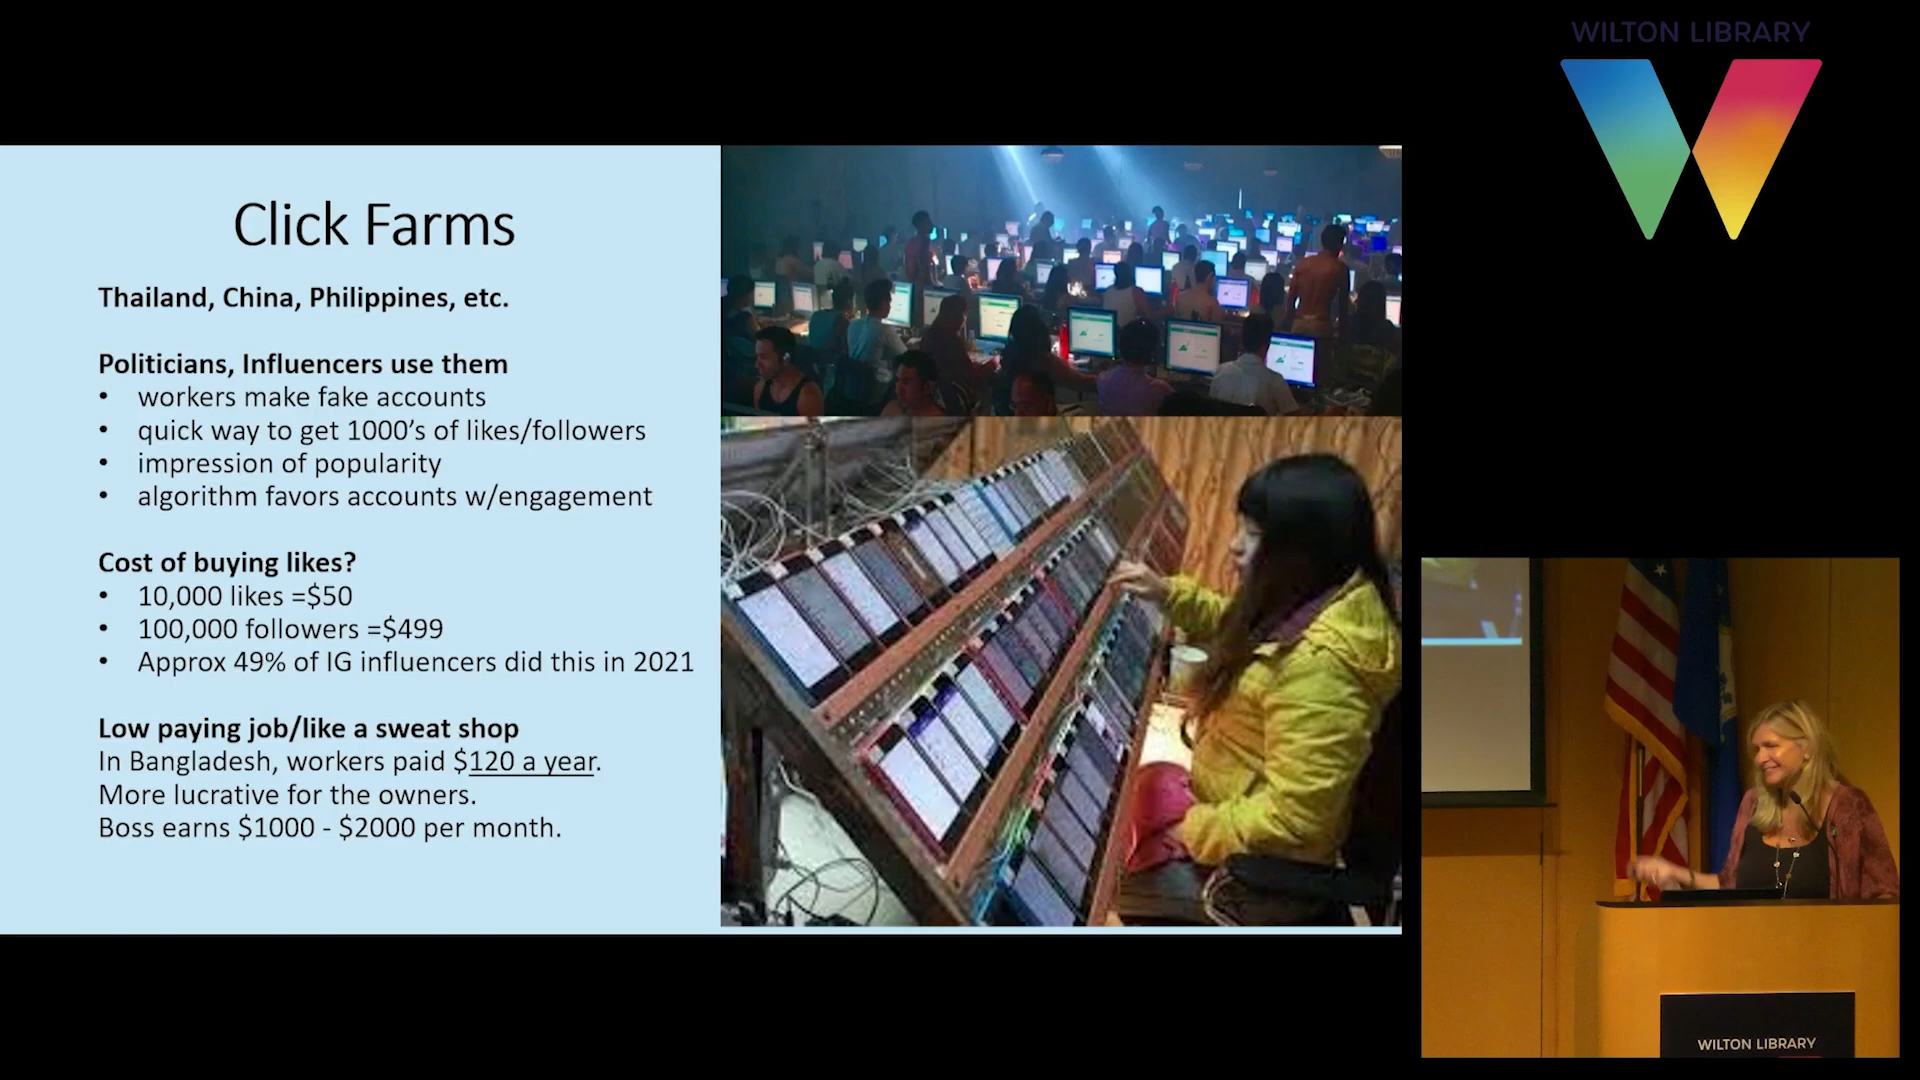 WILTON LIBRARY
Click Farms
Thailand, China, Philippines, etc.
Politicians, Influencers use them
• workers make fake accounts
• quick way to get 1000’s of likes/followers
• impression of popularity
• algorithm favors accounts w/engagement
Cost of buying likes?
• 10,000 likes =$50
• 100,000 followers =$499
• Approx 49% of IG influencers did this in 2021
Low paying job/like a sweat shop
In Bangladesh, workers paid $120 a year.
More lucrative for the owners.
Boss earns $1000 - $2000 per month.
WILTON LIBRARY